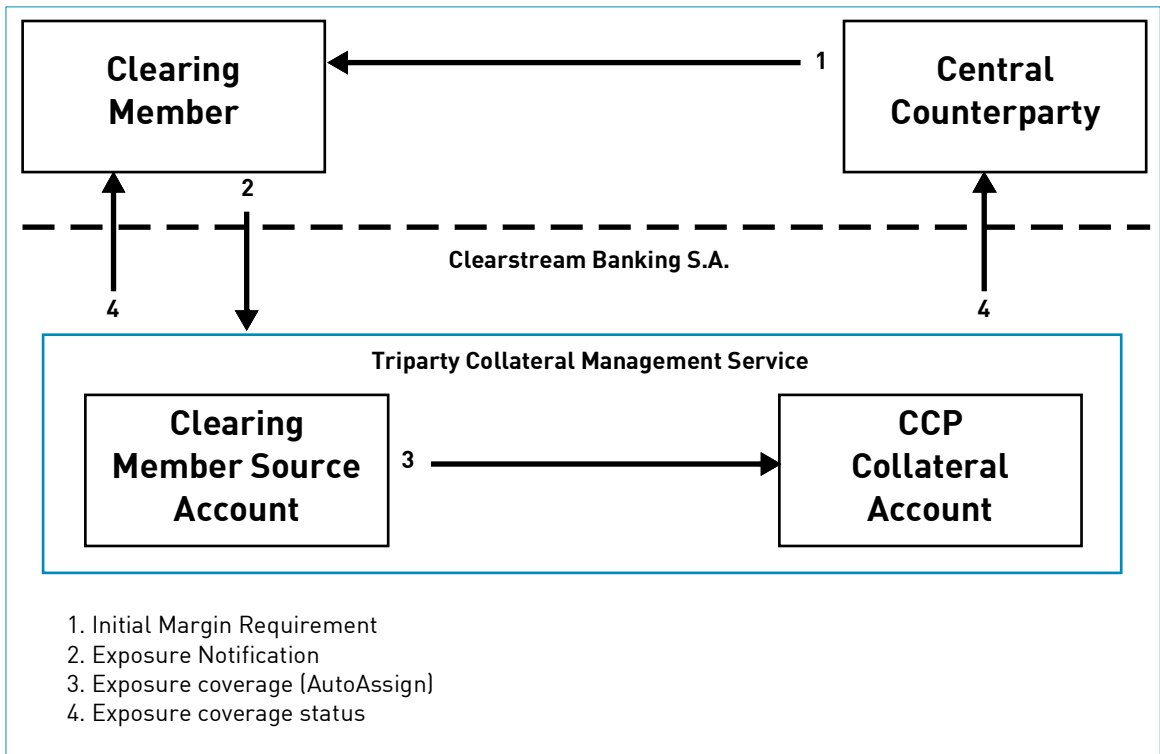 Clearing
Member
1
Central
Counterparty
2
Clearstream Banking S.A.
4
4
Triparty Collateral Management Service
Clearing
Member Source
Account
3
CCP
Collateral
Account
1. Initial Margin Requirement
2. Exposure Notification
3. Exposure coverage (AutoAssign)
4. Exposure coverage status